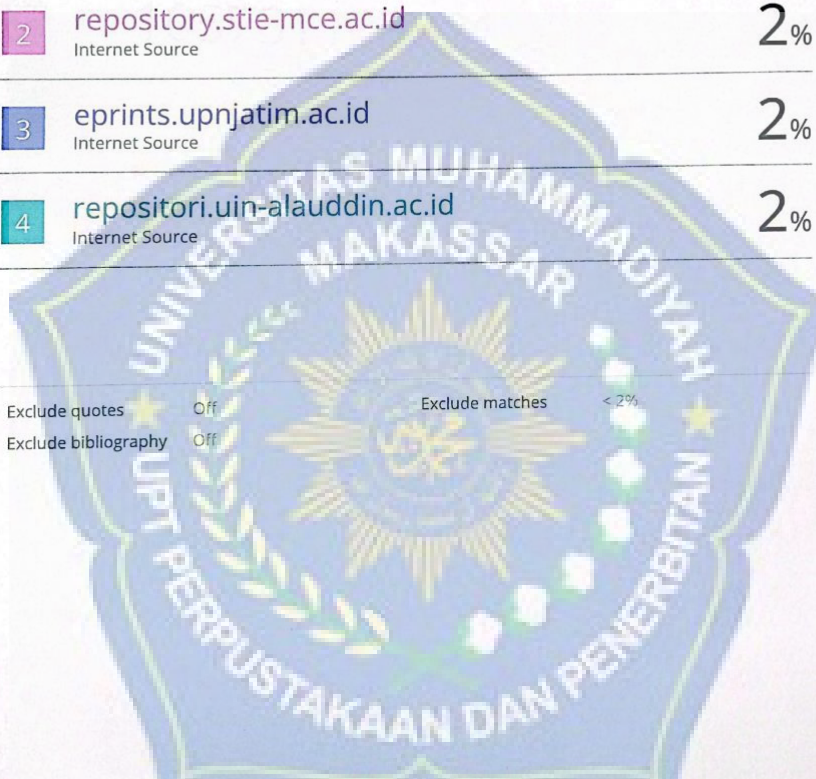 2 repository.stie-mce.ac.id 2%
Internet Source
3 eprints.upnjatim.ac.id 2%
Internet Source
4 repositori.uin-alauddin.ac.id 2%
Internet Source
UNIVERSITAS MUHAMMADIYAH
MAKASSAR
Exclude quotes Off Exclude matches < 2%
Exclude bibliography Off
UPT PERPUSTAKAAN DAN PENERBITAN